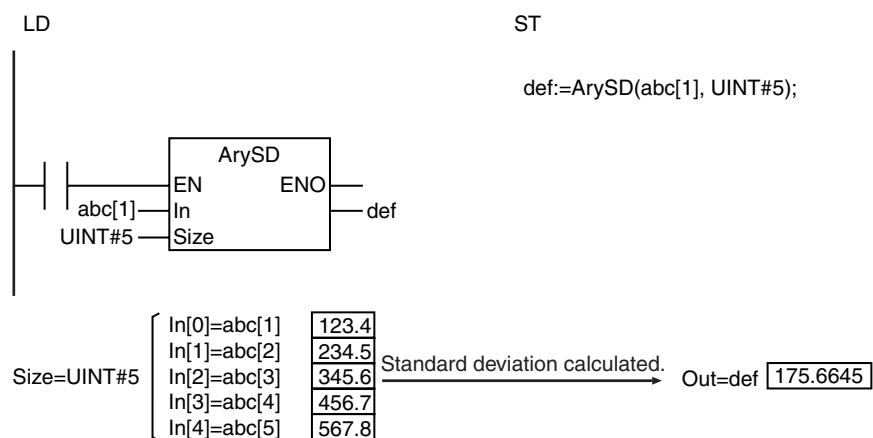 LD
ST
def:=ArySD(abc[1], UINT#5);
ArySD
EN ENO
abc[1] In def
UINT#5 Size
In[0]=abc[1] 123.4
In[1]=abc[2] 234.5
Size=UINT#5 In[2]=abc[3] 345.6 Standard deviation calculated. Out=def 175.6645
In[3]=abc[4] 456.7
In[4]=abc[5] 567.8